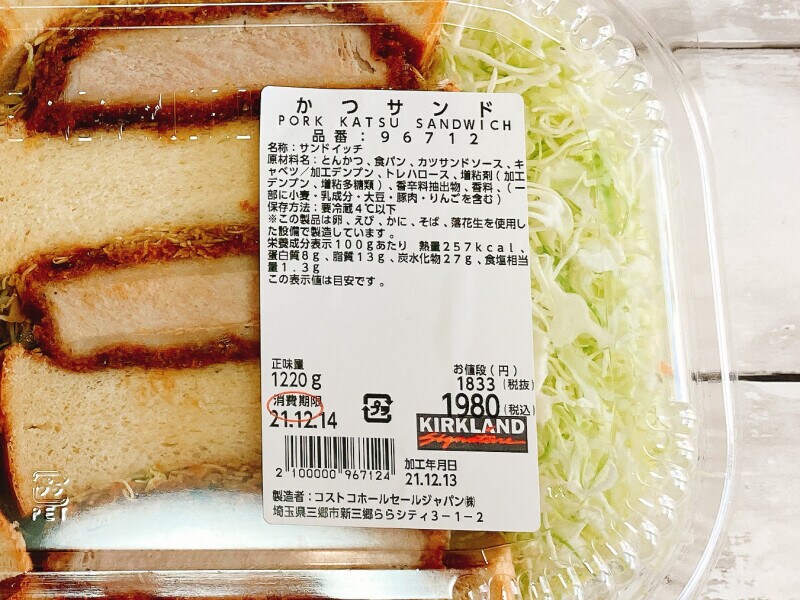 かつサンド
PORK KATSU SANDWICH
品番：96712
名称：サンドイッチ
原材料名：とんかつ、食パン、カツサンドソース、キ
ャベツ／加工デンプン、トレハロース、増粘剤（加工
デンプン、増粘多糖類）、香辛料抽出物、香料、（一
部に小麦・乳成分・大豆・豚肉・りんごを含む）
保存方法：要冷蔵４℃以下
※この製品は卵、えび、かに、そば、落花生を使用し
た設備で製造しています。
栄養成分表示１００gあたり　熱量２５７kcal、
蛋白質８g、脂質１３g、炭水化物２７g、食塩相当
量１.３g
この表示値は目安です。
正味量
1220g
お値段（円）
1833（税抜）
消費期限
21.12.14
プラ
1980（税込）
KIRKLAND
Signature
2 100000 967124
加工年月日
21.12.13
製造者：コストコホールセールジャパン㈱
埼玉県三郷市新三郷ららシティ３－１－２
PET